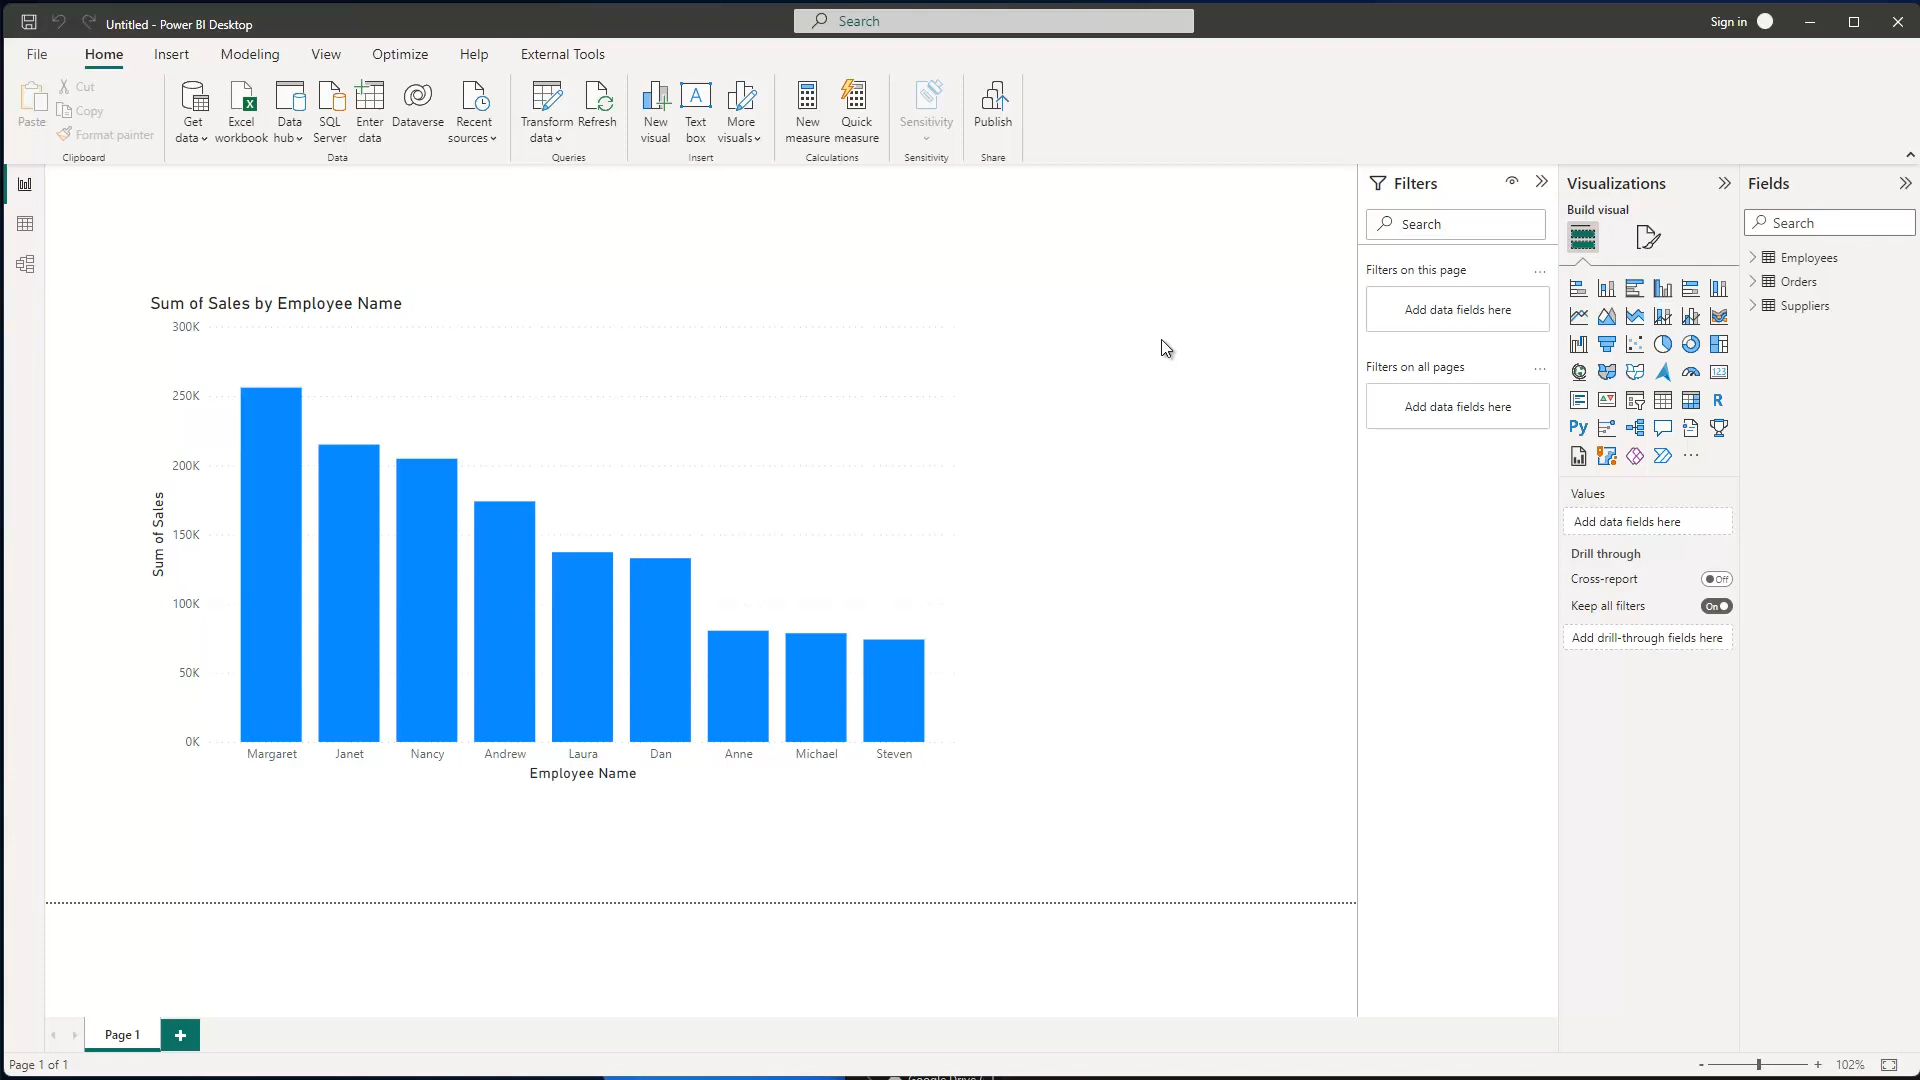 Untitled - Power BI Desktop
Search
Sign in
File
Home
Insert
Modeling
View
Optimize
Help
External Tools
Paste
Cut
Copy
Format painter
Clipboard
Get data
Excel workbook
Data hub
SQL Server
Enter data
Dataverse
Recent sources
Data
Transform data
Refresh
Queries
New visual
Text box
More visuals
Insert
New measure
Quick measure
Calculations
Sensitivity
Sensitivity
Publish
Share
Sum of Sales by Employee Name
300K
250K
200K
150K
100K
50K
0K
Sum of Sales
Margaret
Janet
Nancy
Andrew
Laura
Dan
Anne
Michael
Steven
Employee Name
Filters
Search
Filters on this page
...
Add data fields here
Filters on all pages
...
Add data fields here
Visualizations
Build visual
123
R
Py
...
Values
Add data fields here
Drill through
Cross-report
Off
Keep all filters
On
Add drill-through fields here
Fields
Search
Employees
Orders
Suppliers
Page 1
Page 1 of 1
- +
102%